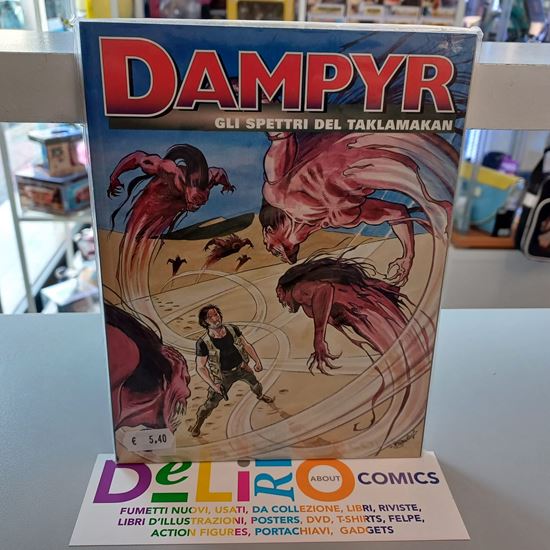 DAMPYR
GLI SPETTRI DEL TAKLAMAKAN
€ 5,40
DeLiRiO ABOUT COMICS
FUMETTI NUOVI, USATI, DA COLLEZIONE, LIBRI, RIVISTE,
LIBRI D'ILLUSTRAZIONI, POSTERS, DVD, T-SHIRTS, FELPE,
ACTION FIGURES, PORTACHIAVI, GADGETS